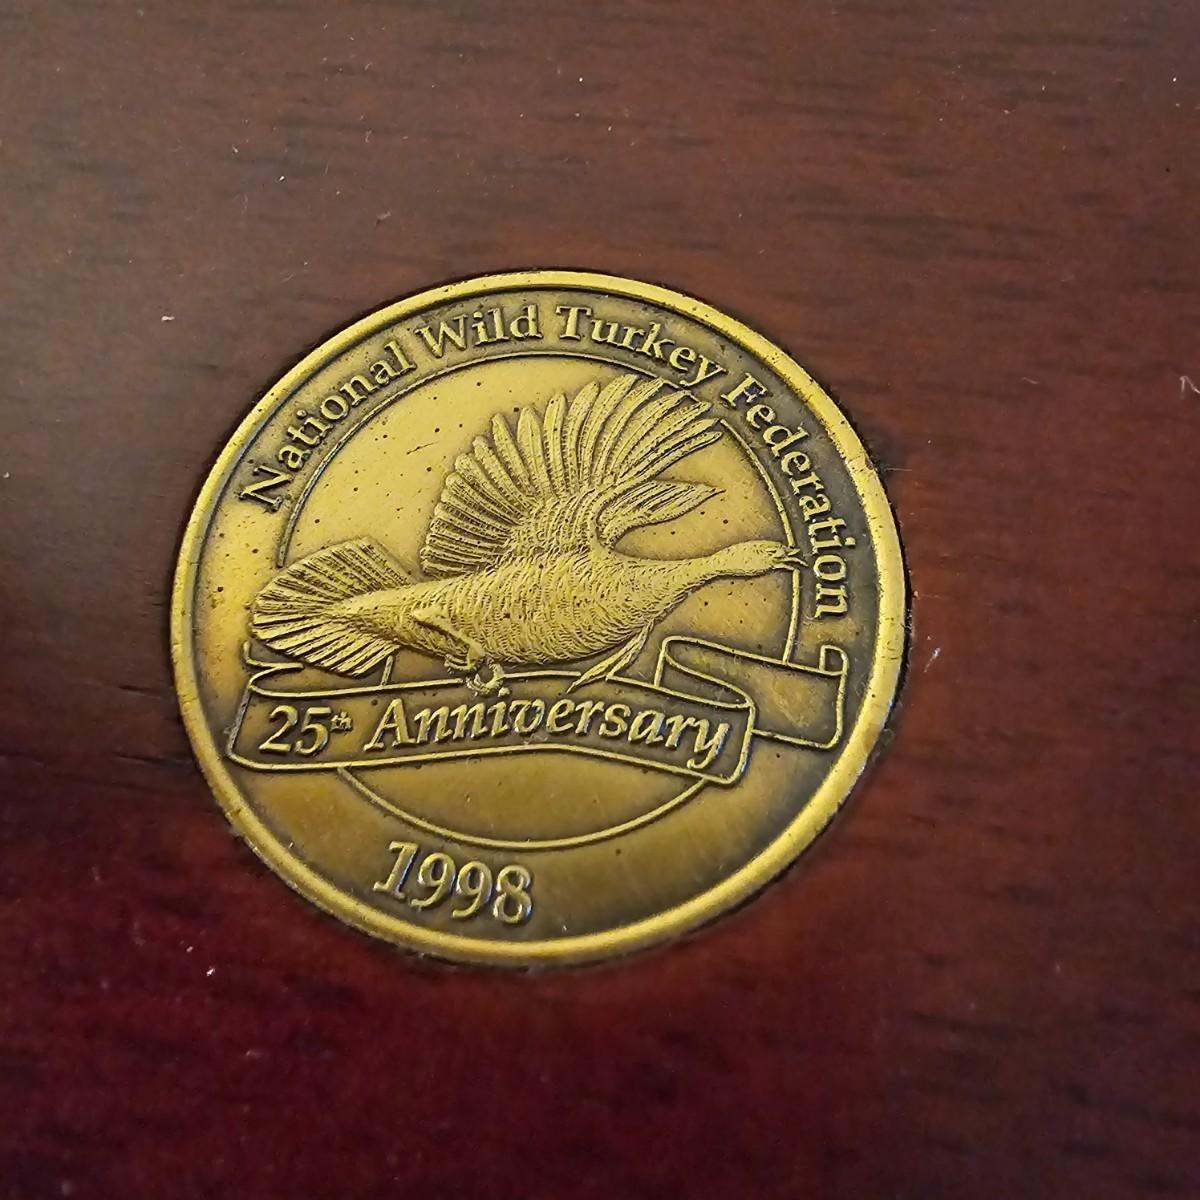 National Wild Turkey Federation
25th Anniversary
1998